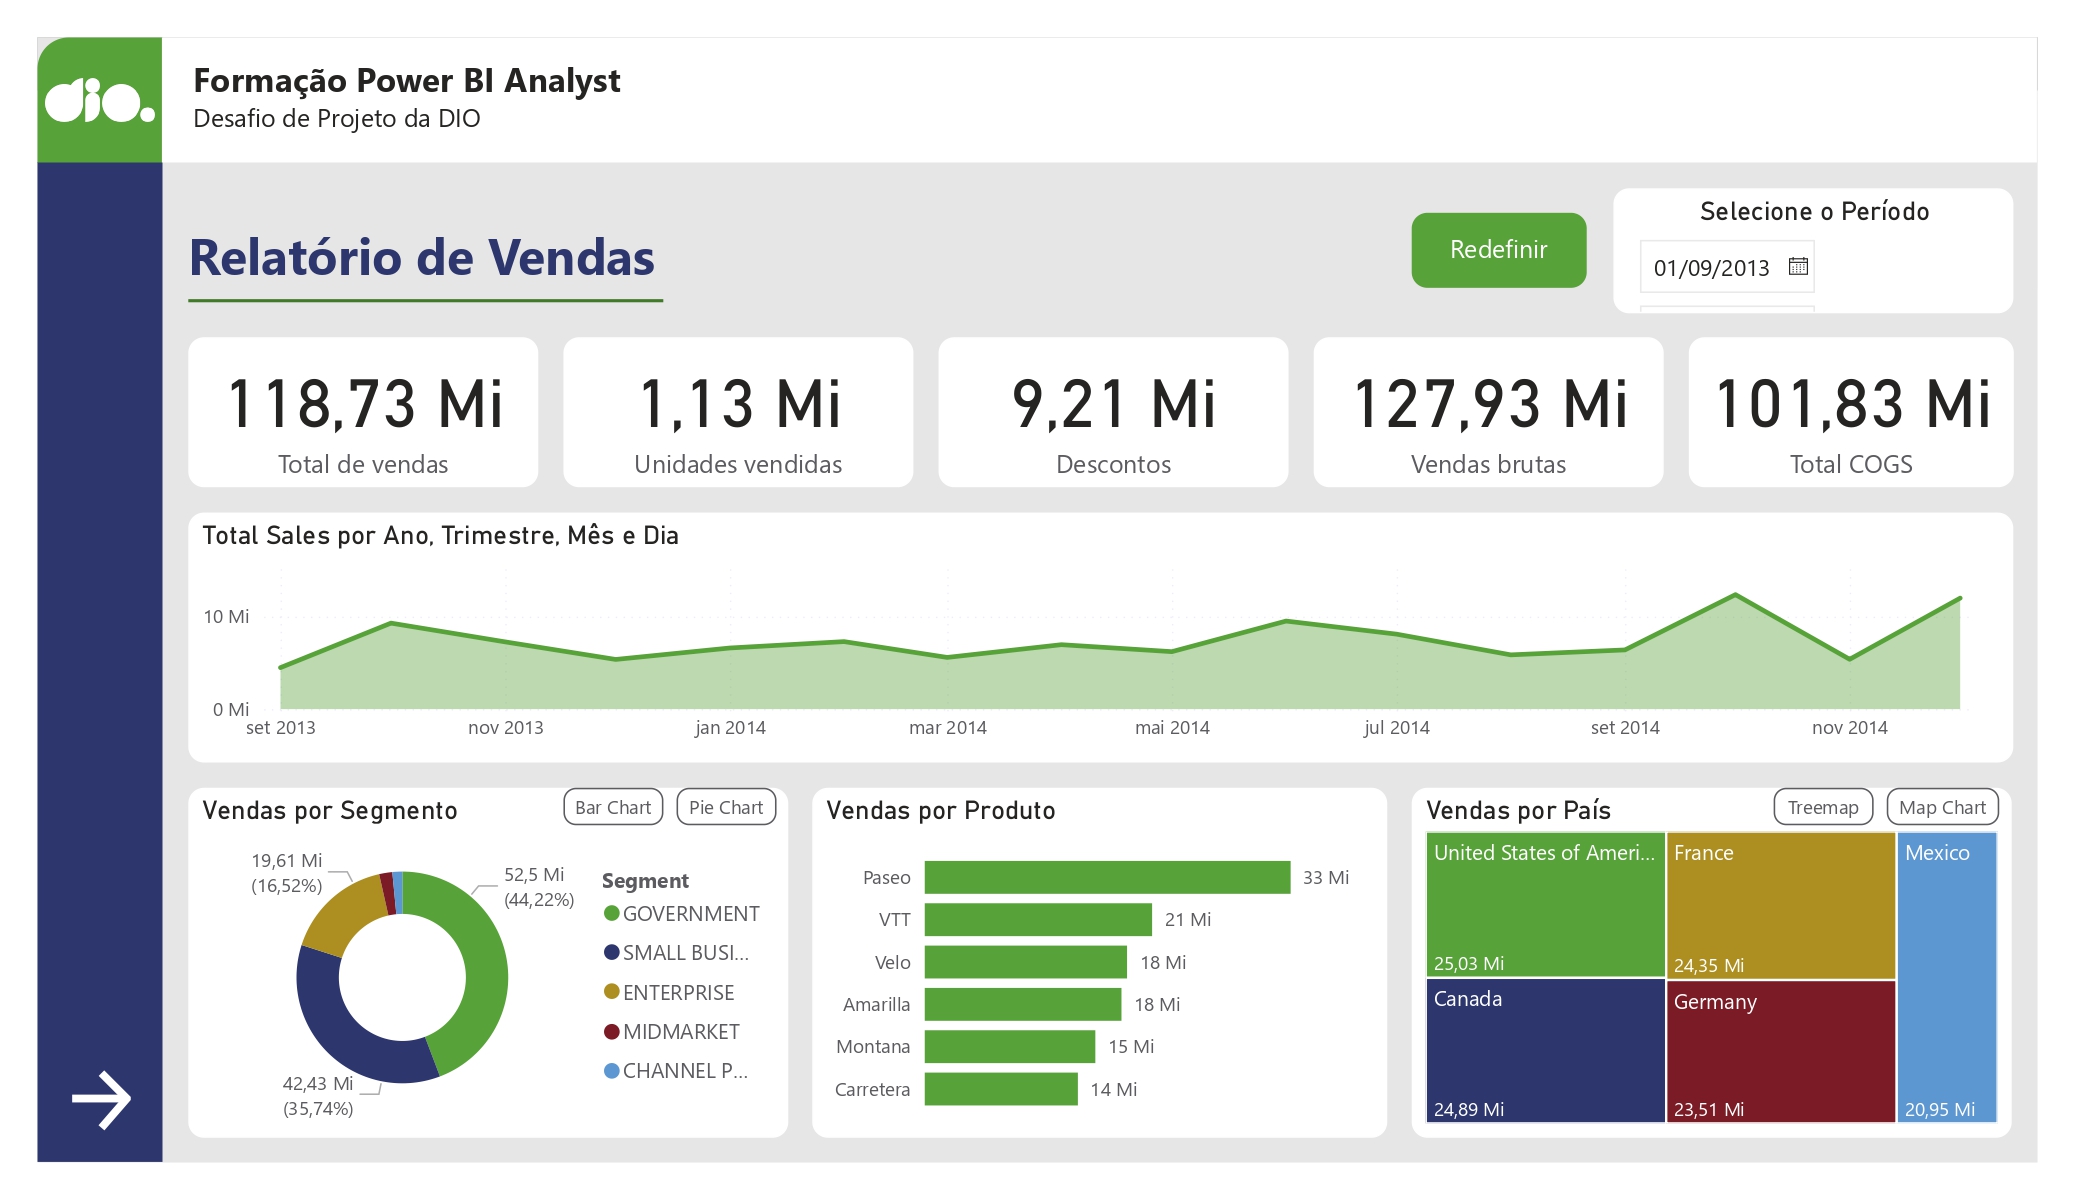 dio.
Formação Power BI Analyst
Desafio de Projeto da DIO
Relatório de Vendas
Redefinir
Selecione o Período
01/09/2013
118,73 Mi
Total de vendas
1,13 Mi
Unidades vendidas
9,21 Mi
Descontos
127,93 Mi
Vendas brutas
101,83 Mi
Total COGS
Total Sales por Ano, Trimestre, Mês e Dia
10 Mi
0 Mi
set 2013
nov 2013
jan 2014
mar 2014
mai 2014
jul 2014
set 2014
nov 2014
Vendas por Segmento
Bar Chart
Pie Chart
19,61 Mi
(16,52%)
52,5 Mi
(44,22%)
42,43 Mi
(35,74%)
Segment
GOVERNMENT
SMALL BUSI...
ENTERPRISE
MIDMARKET
CHANNEL P...
Vendas por Produto
Paseo 33 Mi
VTT 21 Mi
Velo 18 Mi
Amarilla 18 Mi
Montana 15 Mi
Carretera 14 Mi
Vendas por País
Treemap
Map Chart
United States of Ameri...
25,03 Mi
France
24,35 Mi
Mexico
20,95 Mi
Canada
24,89 Mi
Germany
23,51 Mi